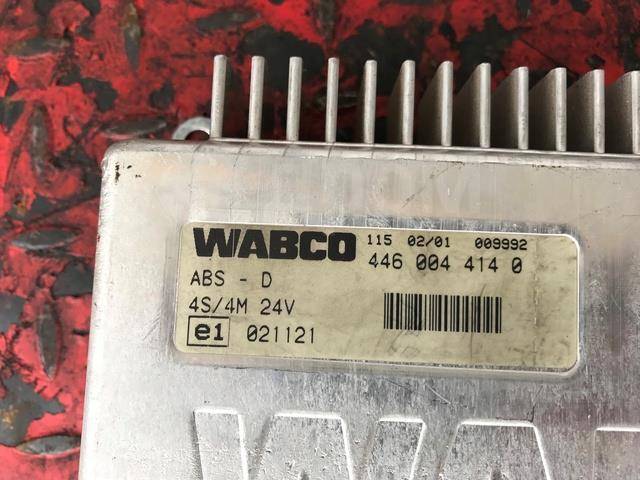 WABCO 115 02/01 009992
446 004 414 0
ABS - D
4S/4M 24V
e1 021121